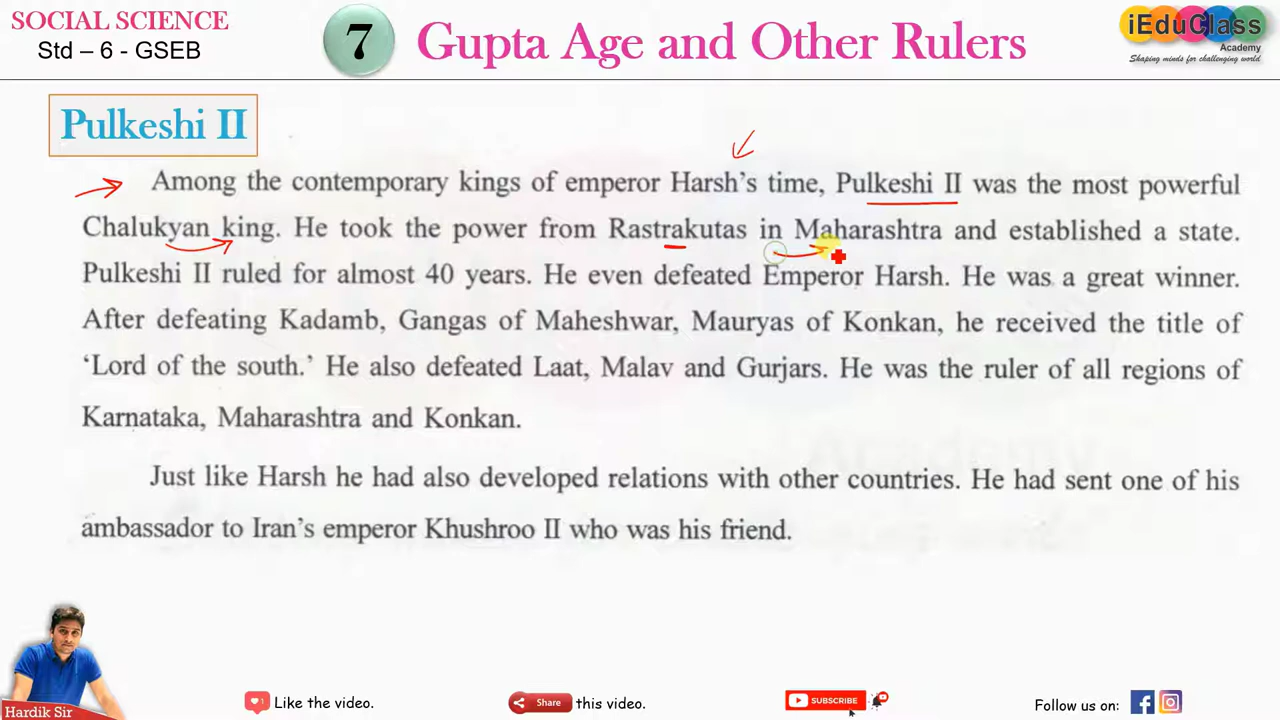 SOCIAL SCIENCE
Std – 6 - GSEB
7
Gupta Age and Other Rulers
iEduClass
Academy
Shaping minds for challenging world
Pulkeshi II
Among the contemporary kings of emperor Harsh's time, Pulkeshi II was the most powerful
Chalukyan king. He took the power from Rastrakutas in Maharashtra and established a state.
Pulkeshi II ruled for almost 40 years. He even defeated Emperor Harsh. He was a great winner.
After defeating Kadamb, Gangas of Maheshwar, Mauryas of Konkan, he received the title of
'Lord of the south.' He also defeated Laat, Malav and Gurjars. He was the ruler of all regions of
Karnataka, Maharashtra and Konkan.
Just like Harsh he had also developed relations with other countries. He had sent one of his
ambassador to Iran's emperor Khushroo II who was his friend.
Hardik Sir
Like the video.
Share this video.
SUBSCRIBE
Follow us on: